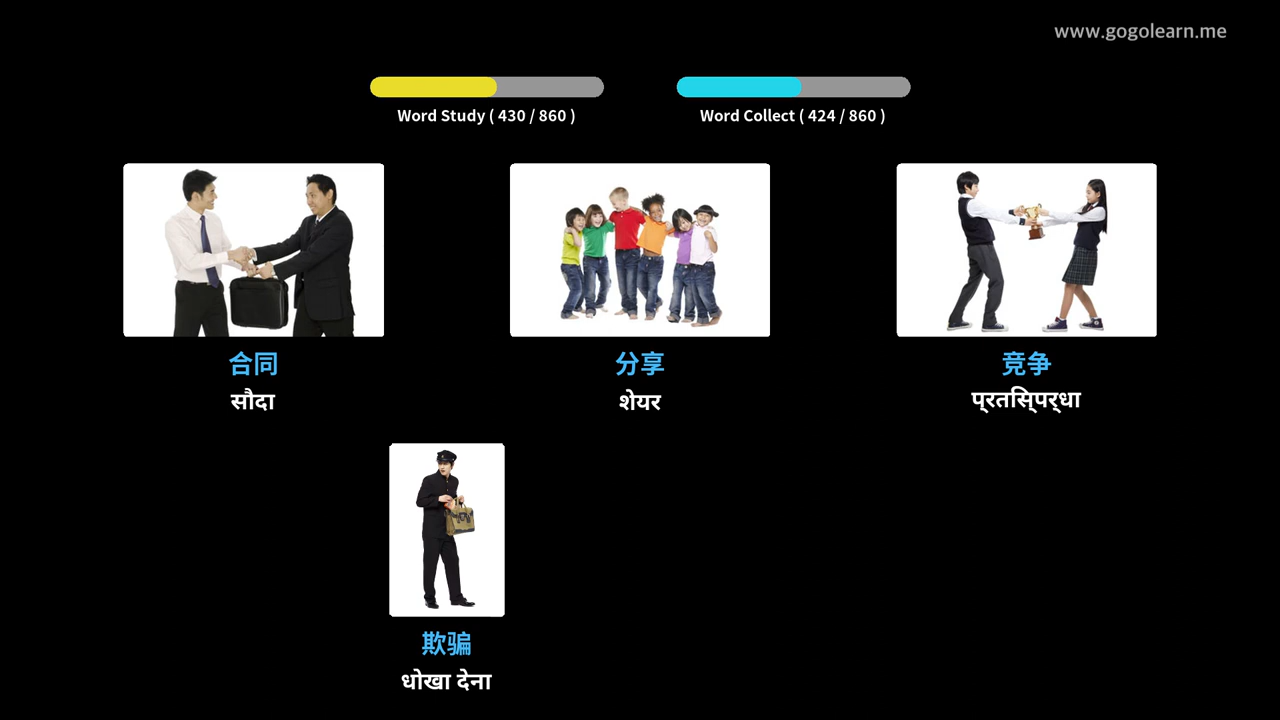 www.gogolearn.me
Word Study ( 430 / 860 )
Word Collect ( 424 / 860 )
合同
सौदा
分享
शेयर
竞争
प्रतिस्पर्धा
欺骗
धोखा देना